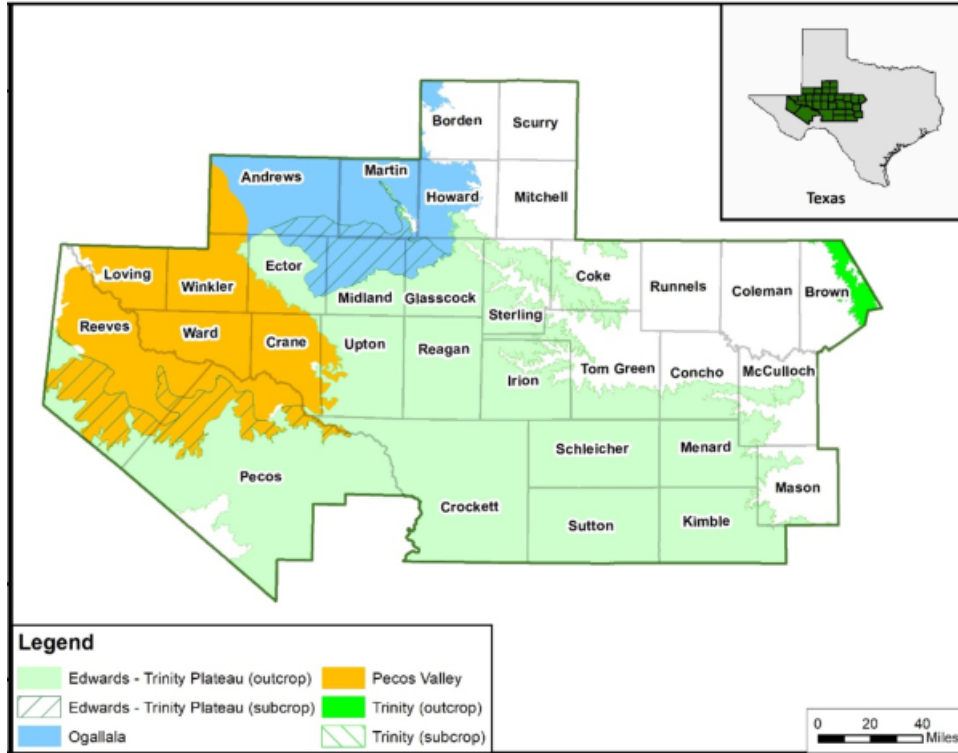 Borden
Scurry
Texas
Andrews
Martin
Howard
Mitchell
Loving
Winkler
Ector
Midland
Glasscock
Sterling
Coke
Runnels
Coleman
Brown
Reeves
Ward
Crane
Upton
Reagan
Irion
Tom Green
Concho
McCulloch
Pecos
Crockett
Schleicher
Menard
Mason
Sutton
Kimble
Legend
Edwards - Trinity Plateau (outcrop)
Pecos Valley
Edwards - Trinity Plateau (subcrop)
Trinity (outcrop)
Ogallala
Trinity (subcrop)
0 20 40
Miles